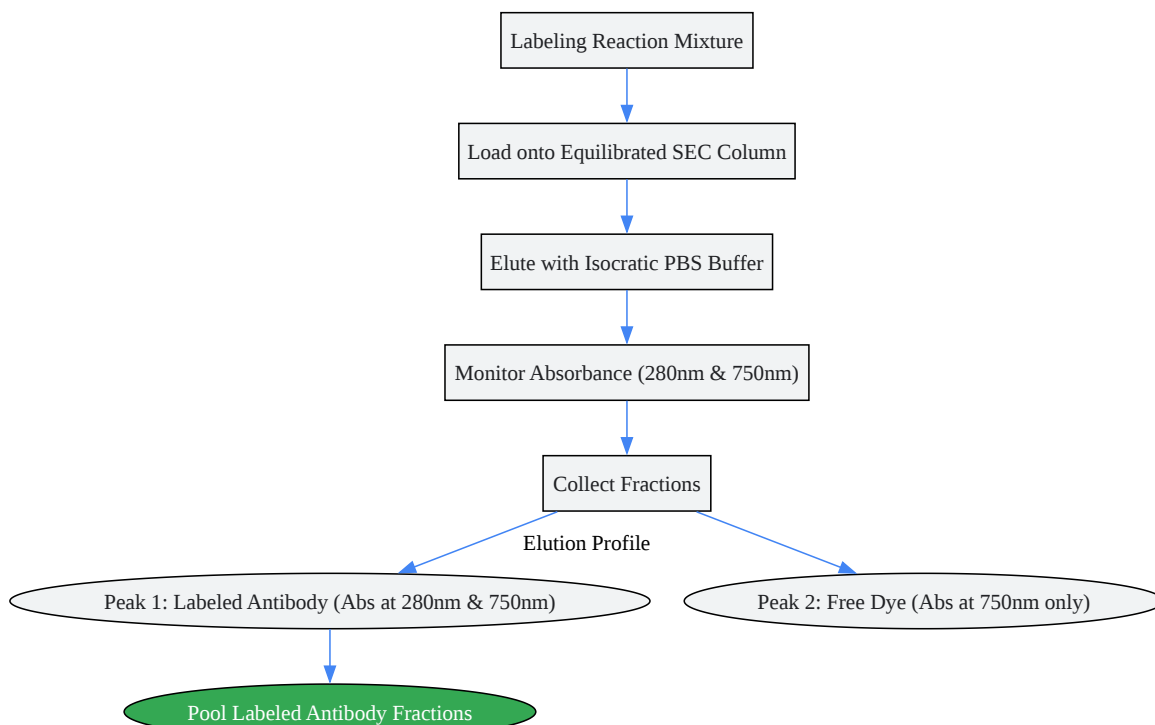 Labeling Reaction Mixture
Load onto Equilibrated SEC Column
Elute with Isocratic PBS Buffer
Monitor Absorbance (280nm & 750nm)
Collect Fractions
Elution Profile
Peak 1: Labeled Antibody (Abs at 280nm & 750nm)
Peak 2: Free Dye (Abs at 750nm only)
Pool Labeled Antibody Fractions